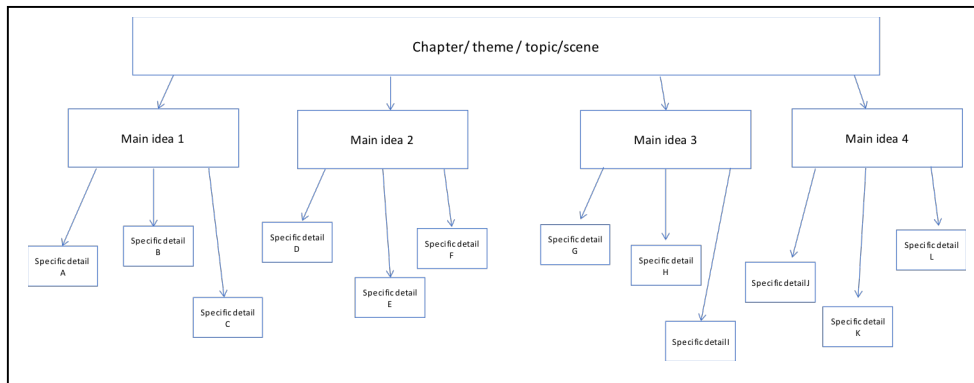 Chapter/ theme / topic/scene
Main idea 1
Main idea 2
Main idea 3
Main idea 4
Specific detail
A
Specific detail
B
Specific detail
C
Specific detail
D
Specific detail
E
Specific detail
F
Specific detail
G
Specific detail
H
Specific detail I
Specific detail J
Specific detail
K
Specific detail
L